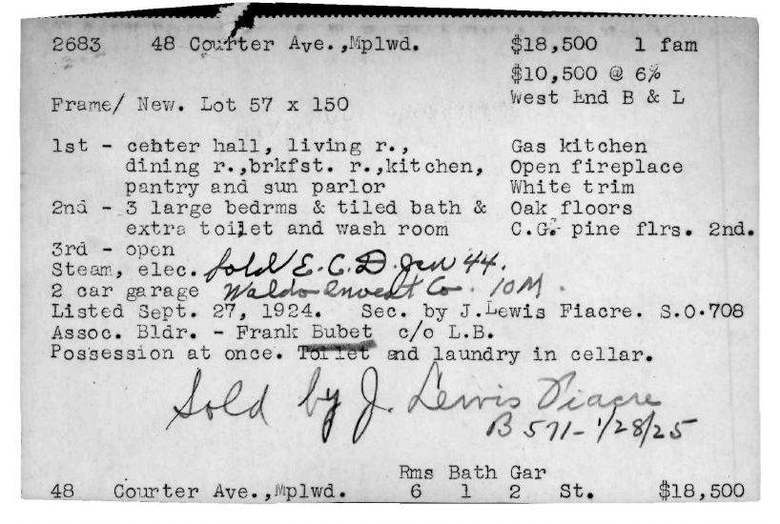 2683 48 Courter Ave.,Mplwd. $18,500 1 fam
$10,500 @ 6%
Frame/ New. Lot 57 x 150 West End B & L
1st - cehter hall, living r., Gas kitchen
dining r.,brkfst. r.,kitchen, Open fireplace
pantry and sun parlor White trim
2nd - 3 large bedrms & tiled bath & Oak floors
extra toilet and wash room C.G. pine flrs. 2nd.
3rd - open
Steam, elec. Sold E.C.D. Jan 44.
2 car garage Waldo Invest Co. 10M.
Listed Sept. 27, 1924. Sec. by J.Lewis Fiacre. S.O.708
Assoc. Bldr. - Frank Bubet c/o L.B.
Possession at once. Toilet and laundry in cellar.
Sold by J. Lewis Fiacre
B 571- 1/28/25
Rms Bath Gar
48 Courter Ave.,Mplwd. 6 1 2 St. $18,500